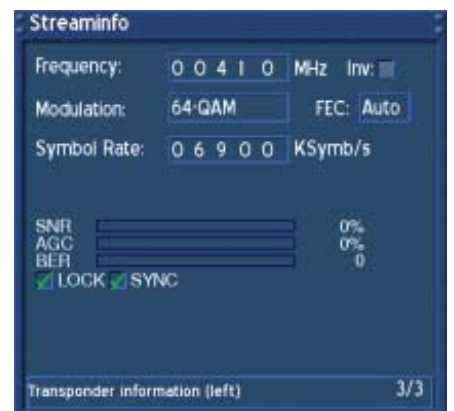 Streaminfo
Frequency: 0 0 4 1 0 MHz Inv:
Modulation: 64-QAM FEC: Auto
Symbol Rate: 0 6 9 0 0 KSymb/s
SNR 0%
AGC 0%
BER 0
LOCK SYNC
Transponder information (left) 3/3